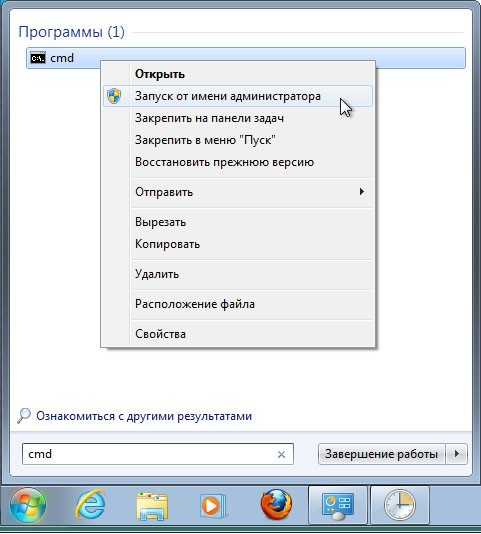 Программы (1)
cmd
Открыть
Запуск от имени администратора
Закрепить на панели задач
Закрепить в меню "Пуск"
Восстановить прежнюю версию
Отправить
Вырезать
Копировать
Удалить
Расположение файла
Свойства
Ознакомиться с другими результатами
cmd
Завершение работы